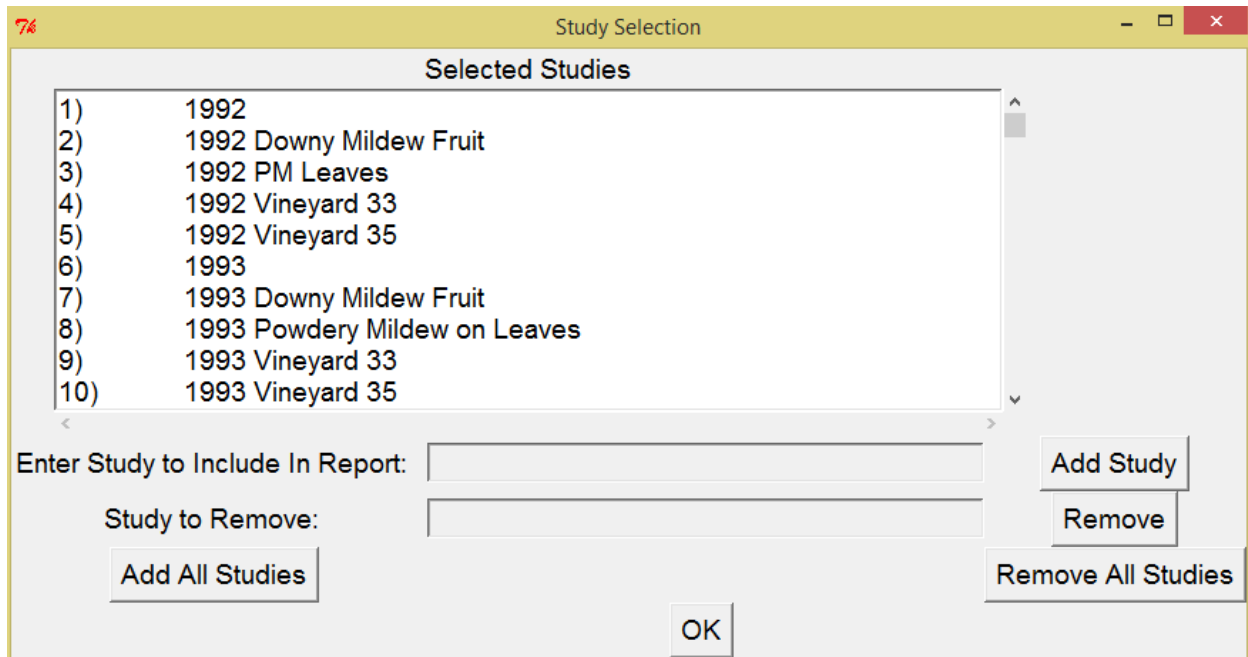 Study Selection
Selected Studies
1) 1992
2) 1992 Downy Mildew Fruit
3) 1992 PM Leaves
4) 1992 Vineyard 33
5) 1992 Vineyard 35
6) 1993
7) 1993 Downy Mildew Fruit
8) 1993 Powdery Mildew on Leaves
9) 1993 Vineyard 33
10) 1993 Vineyard 35
Enter Study to Include In Report: Add Study
Study to Remove: Remove
Add All Studies Remove All Studies
OK